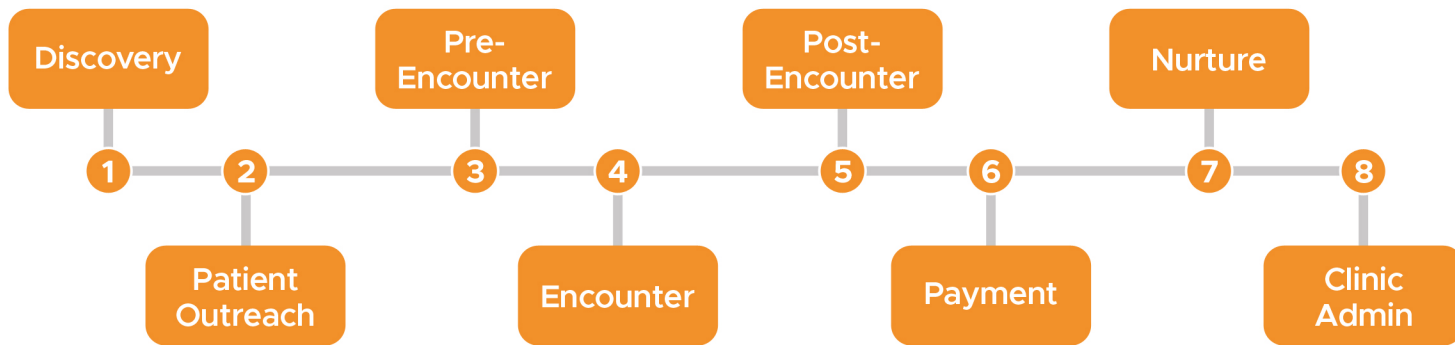 Discovery
Pre-
Encounter
Post-
Encounter
Nurture
1
2
3
4
5
6
7
8
Patient
Outreach
Encounter
Payment
Clinic
Admin